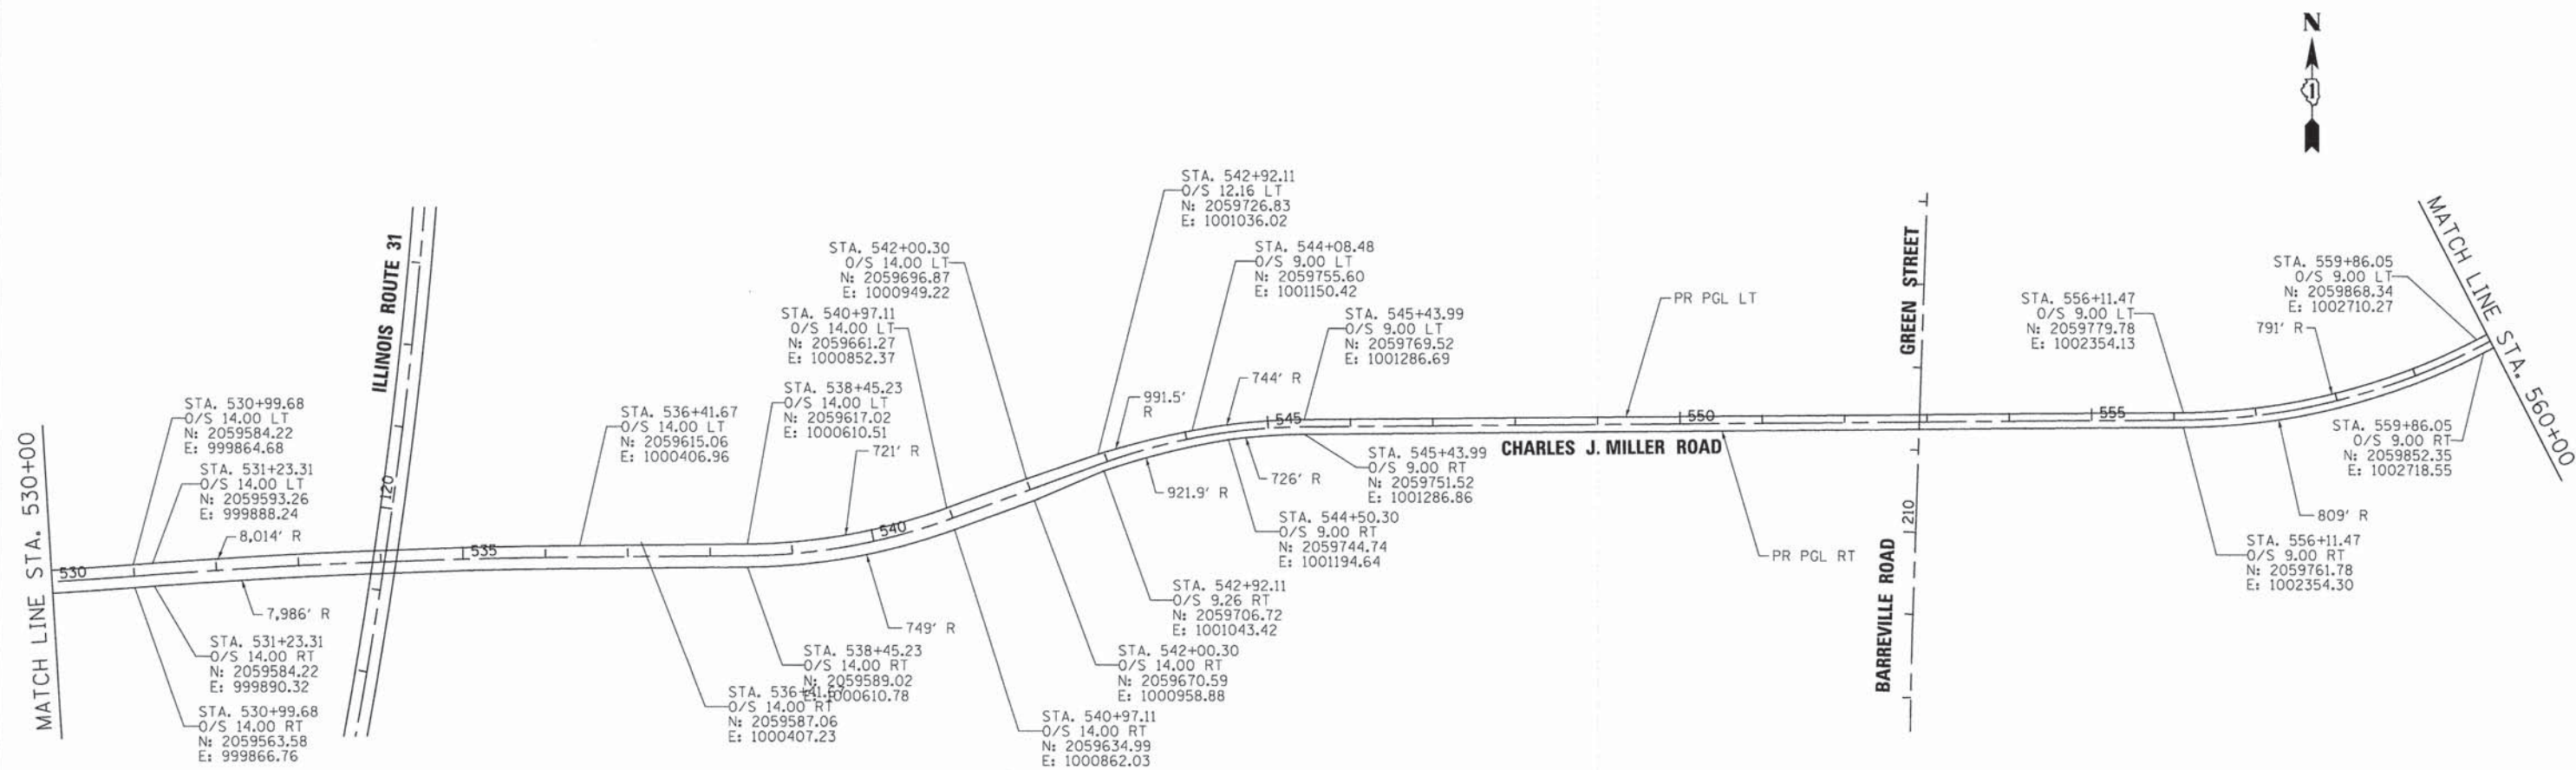 N
1
STA. 542+92.11
O/S 12.16 LT
N: 2059726.83
E: 1001036.02
MATCH LINE STA. 560+00
ILLINOIS ROUTE 31
STA. 542+00.30
O/S 14.00 LT
N: 2059696.87
E: 1000949.22
STA. 544+08.48
O/S 9.00 LT
N: 2059755.60
E: 1001150.42
GREEN STREET
STA. 559+86.05
O/S 9.00 LT
N: 2059868.34
E: 1002710.27
PR PGL LT
STA. 556+11.47
O/S 9.00 LT
N: 2059779.78
E: 1002354.13
791' R
STA. 540+97.11
O/S 14.00 LT
N: 2059661.27
E: 1000852.37
STA. 545+43.99
O/S 9.00 LT
N: 2059769.52
E: 1001286.69
744' R
991.5'
R
STA. 538+45.23
O/S 14.00 LT
N: 2059617.02
E: 1000610.51
STA. 530+99.68
O/S 14.00 LT
N: 2059584.22
E: 999864.68
STA. 536+41.67
O/S 14.00 LT
N: 2059615.06
E: 1000406.96
545
550
555
STA. 559+86.05
O/S 9.00 RT
N: 2059852.35
E: 1002718.55
MATCH LINE STA. 530+00
STA. 531+23.31
O/S 14.00 LT
N: 2059593.26
E: 999888.24
721' R
CHARLES J. MILLER ROAD
STA. 545+43.99
O/S 9.00 RT
N: 2059751.52
E: 1001286.86
120
726' R
921.9' R
STA. 544+50.30
O/S 9.00 RT
N: 2059744.74
E: 1001194.64
210
809' R
8,014' R
540
535
530
STA. 556+11.47
O/S 9.00 RT
N: 2059761.78
E: 1002354.30
PR PGL RT
BARREVILLE ROAD
STA. 542+92.11
O/S 9.26 RT
N: 2059706.72
E: 1001043.42
7,986' R
749' R
STA. 531+23.31
O/S 14.00 RT
N: 2059584.22
E: 999890.32
STA. 538+45.23
O/S 14.00 RT
N: 2059589.02
E: 1000610.78
STA. 542+00.30
O/S 14.00 RT
N: 2059670.59
E: 1000958.88
STA. 536+41.67
O/S 14.00 RT
N: 2059587.06
E: 1000407.23
STA. 530+99.68
O/S 14.00 RT
N: 2059563.58
E: 999866.76
STA. 540+97.11
O/S 14.00 RT
N: 2059634.99
E: 1000862.03